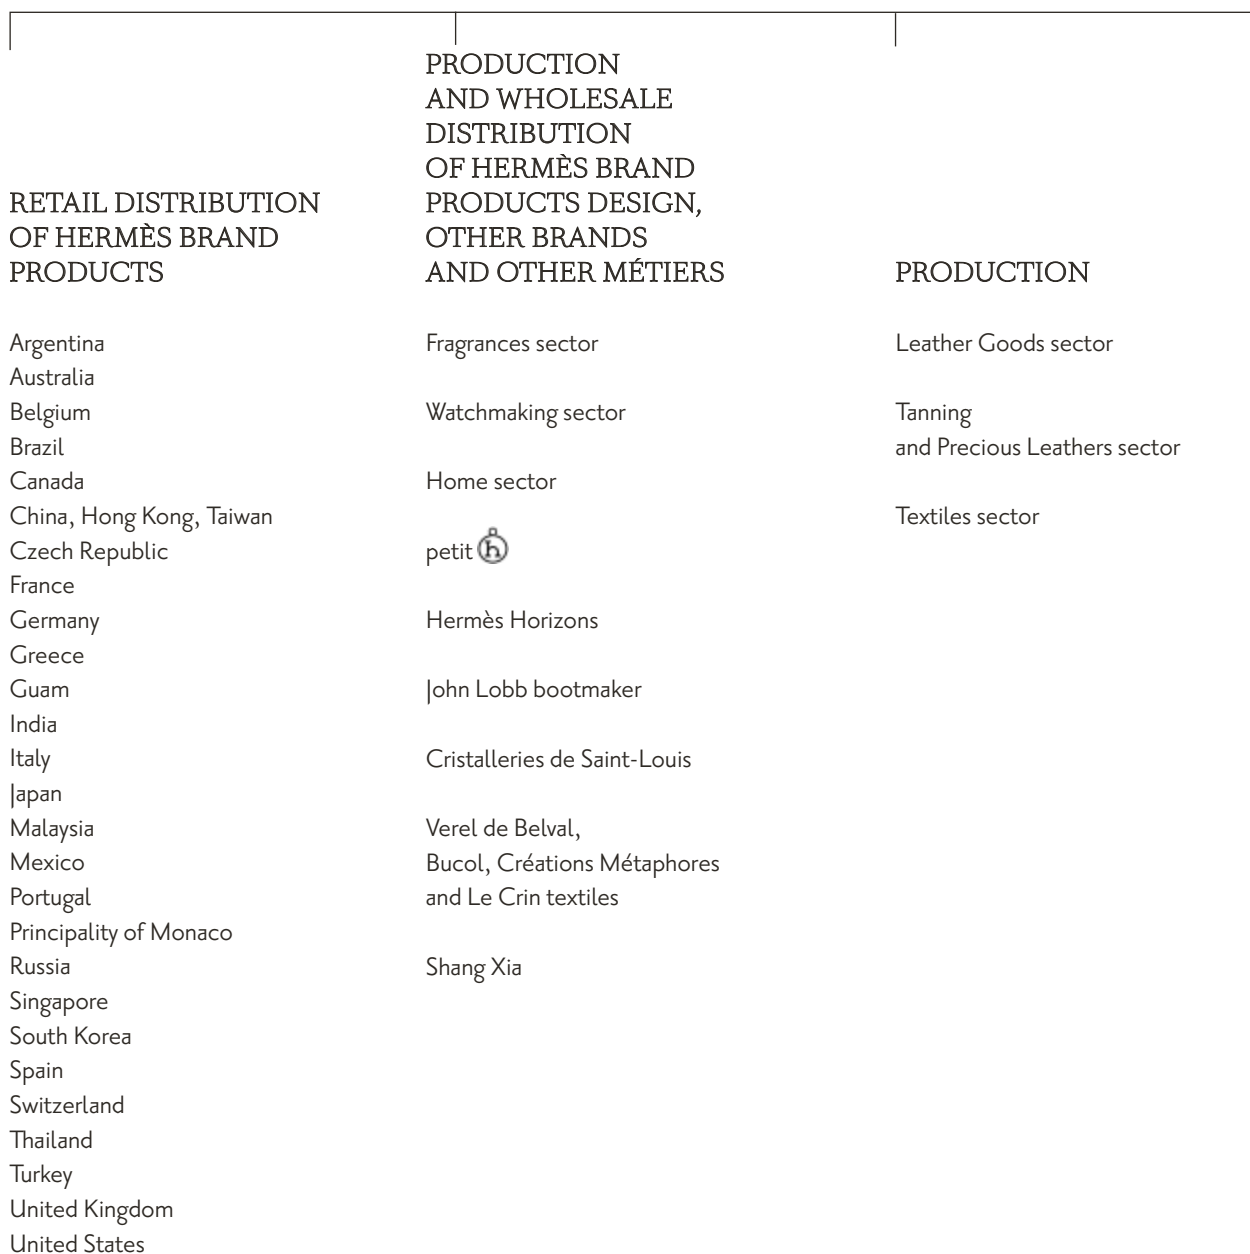 RETAIL DISTRIBUTION
OF HERMÈS BRAND
PRODUCTS
Argentina
Australia
Belgium
Brazil
Canada
China, Hong Kong, Taiwan
Czech Republic
France
Germany
Greece
Guam
India
Italy
Japan
Malaysia
Mexico
Portugal
Principality of Monaco
Russia
Singapore
South Korea
Spain
Switzerland
Thailand
Turkey
United Kingdom
United States
PRODUCTION
AND WHOLESALE
DISTRIBUTION
OF HERMÈS BRAND
PRODUCTS DESIGN,
OTHER BRANDS
AND OTHER MÉTIERS
Fragrances sector
Watchmaking sector
Home sector
petit h
Hermès Horizons
John Lobb bootmaker
Cristalleries de Saint-Louis
Verel de Belval,
Bucol, Créations Métaphores
and Le Crin textiles
Shang Xia
PRODUCTION
Leather Goods sector
Tanning
and Precious Leathers sector
Textiles sector